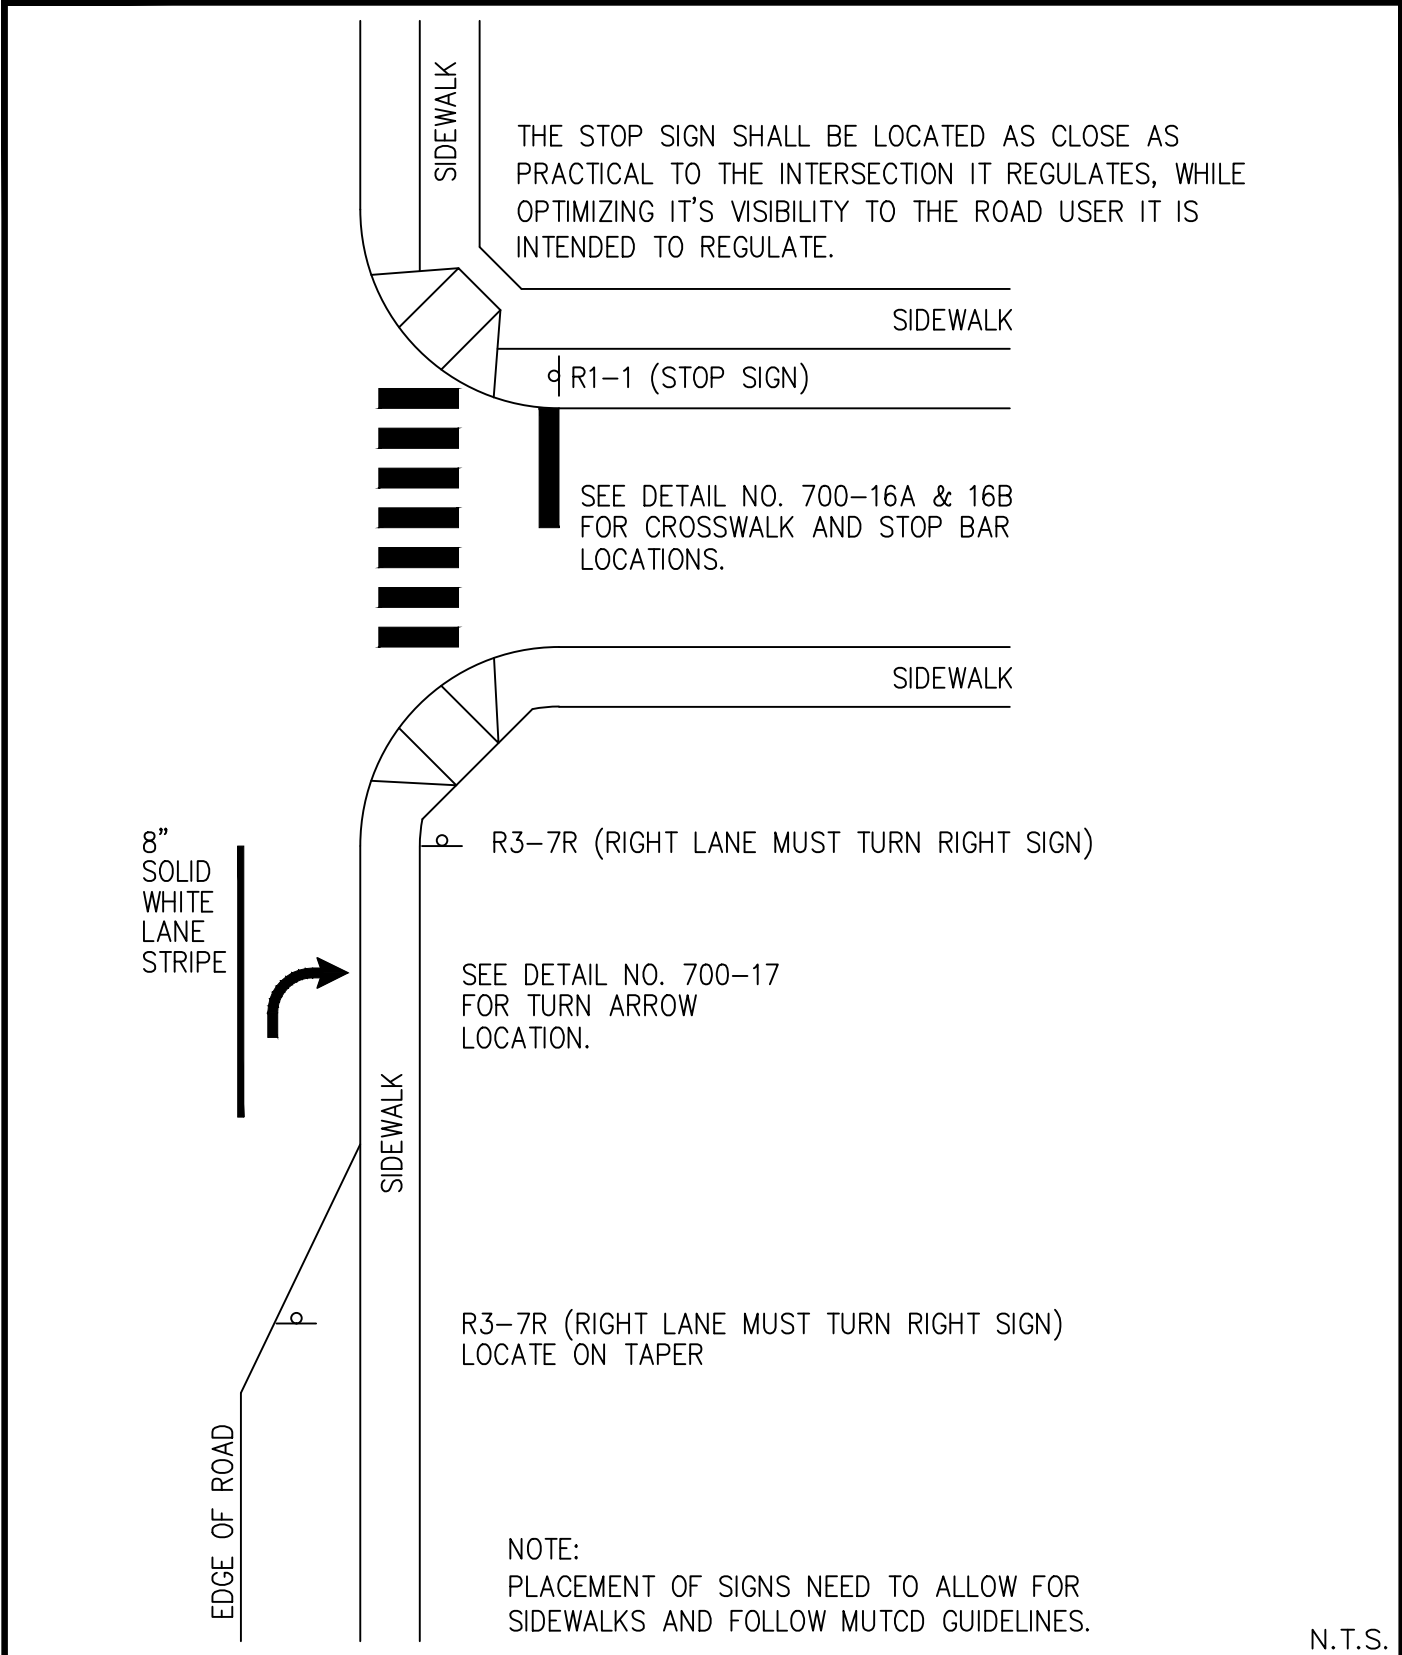 SIDEWALK
THE STOP SIGN SHALL BE LOCATED AS CLOSE AS
PRACTICAL TO THE INTERSECTION IT REGULATES, WHILE
OPTIMIZING IT'S VISIBILITY TO THE ROAD USER IT IS
INTENDED TO REGULATE.
SIDEWALK
R1-1 (STOP SIGN)
SEE DETAIL NO. 700-16A & 16B
FOR CROSSWALK AND STOP BAR
LOCATIONS.
SIDEWALK
8"
SOLID
WHITE
LANE
STRIPE
R3-7R (RIGHT LANE MUST TURN RIGHT SIGN)
SEE DETAIL NO. 700-17
FOR TURN ARROW
LOCATION.
SIDEWALK
R3-7R (RIGHT LANE MUST TURN RIGHT SIGN)
LOCATE ON TAPER
EDGE OF ROAD
NOTE:
PLACEMENT OF SIGNS NEED TO ALLOW FOR
SIDEWALKS AND FOLLOW MUTCD GUIDELINES.
N.T.S.